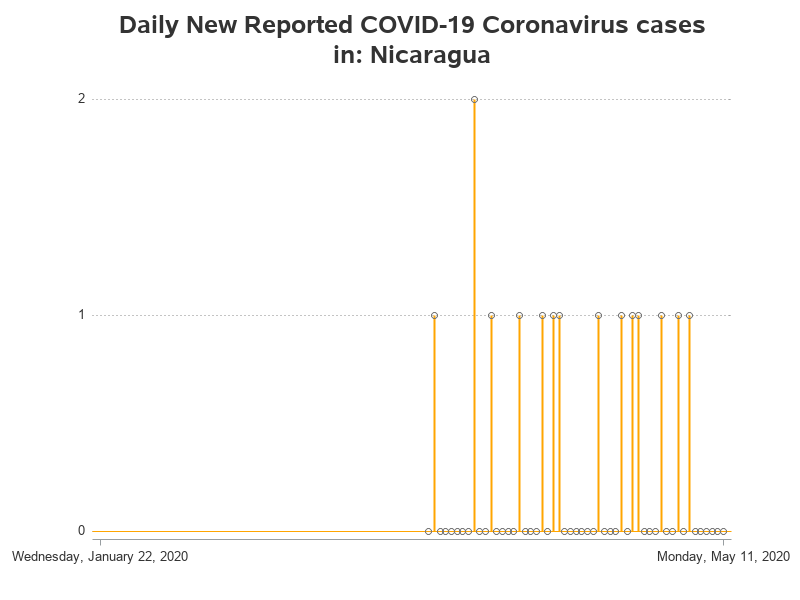 Daily New Reported COVID-19 Coronavirus cases
in: Nicaragua
2
1
0
Wednesday, January 22, 2020 Monday, May 11, 2020